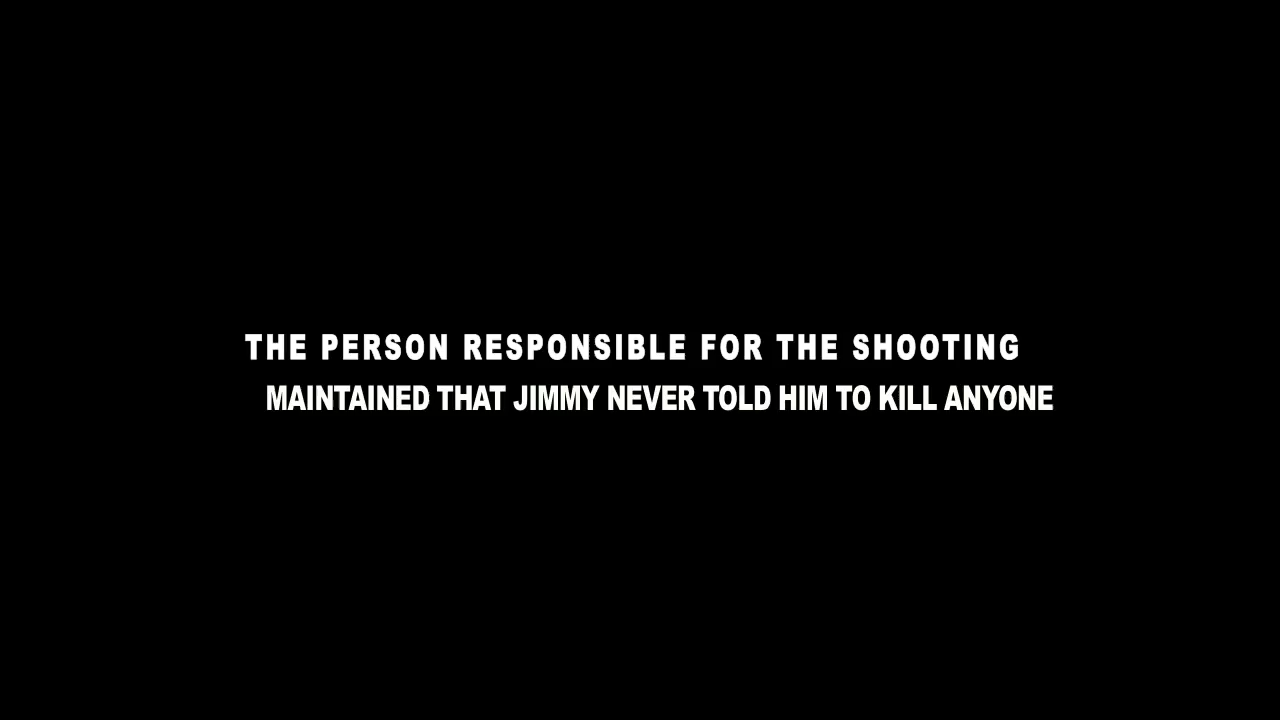 THE PERSON RESPONSIBLE FOR THE SHOOTING
MAINTAINED THAT JIMMY NEVER TOLD HIM TO KILL ANYONE